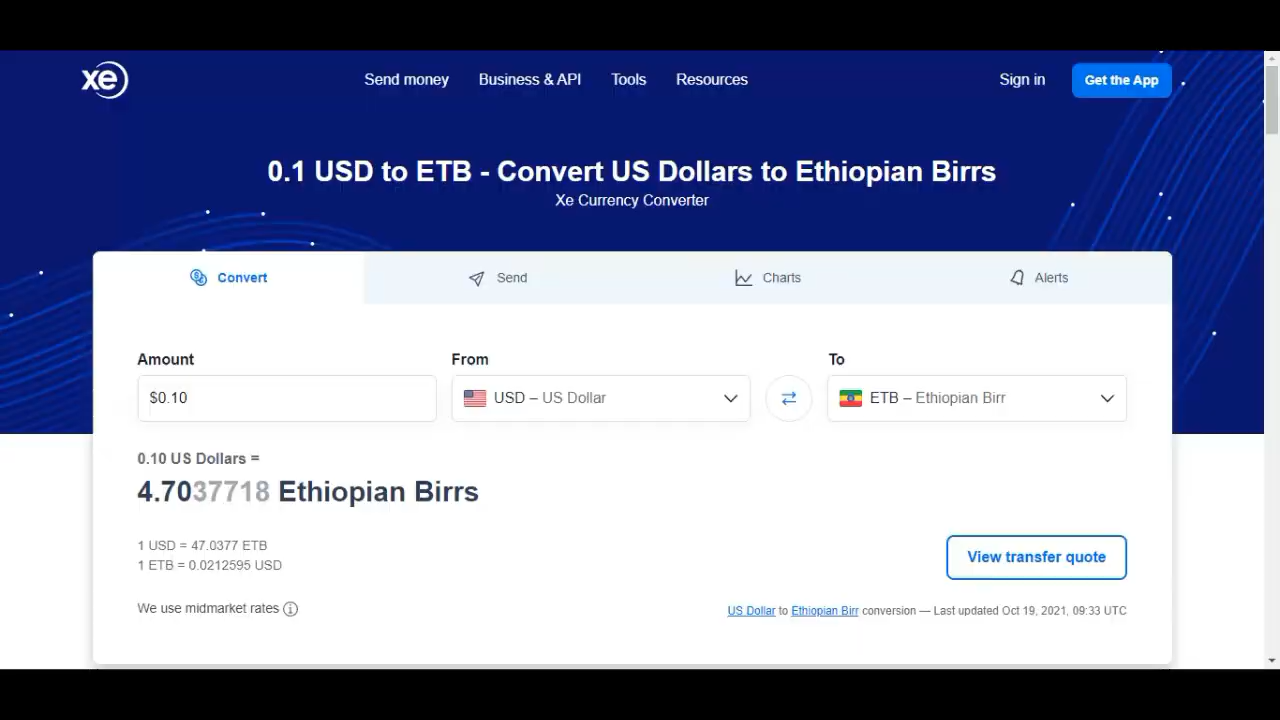 xe Send money Business & API Tools Resources Sign in Get the App
0.1 USD to ETB - Convert US Dollars to Ethiopian Birrs
Xe Currency Converter
Convert Send Charts Alerts
Amount From To
$0.10 USD – US Dollar ETB – Ethiopian Birr
0.10 US Dollars =
4.7037718 Ethiopian Birrs
1 USD = 47.0377 ETB
1 ETB = 0.0212595 USD
View transfer quote
We use midmarket rates
US Dollar to Ethiopian Birr conversion — Last updated Oct 19, 2021, 09:33 UTC